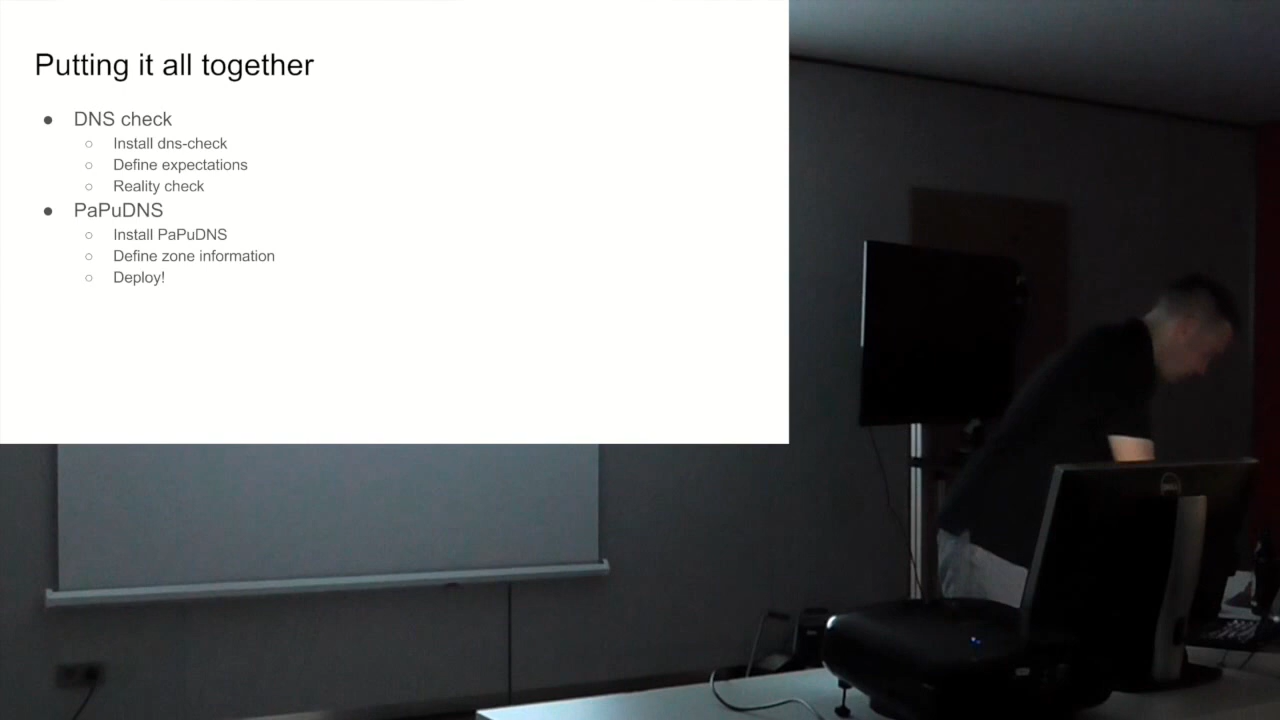 Putting it all together
● DNS check
○ Install dns-check
○ Define expectations
○ Reality check
● PaPuDNS
○ Install PaPuDNS
○ Define zone information
○ Deploy!
DELL